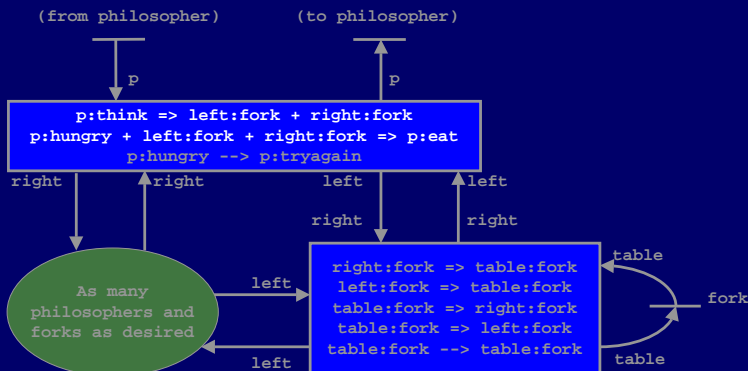 (from philosopher) (to philosopher)
p p
p:think => left:fork + right:fork
p:hungry + left:fork + right:fork => p:eat
p:hungry --> p:tryagain
right right left left
right right
table
right:fork => table:fork
left:fork => table:fork
table:fork => right:fork
table:fork => left:fork
table:fork --> table:fork
left
As many
philosophers and
forks as desired
fork
left
table